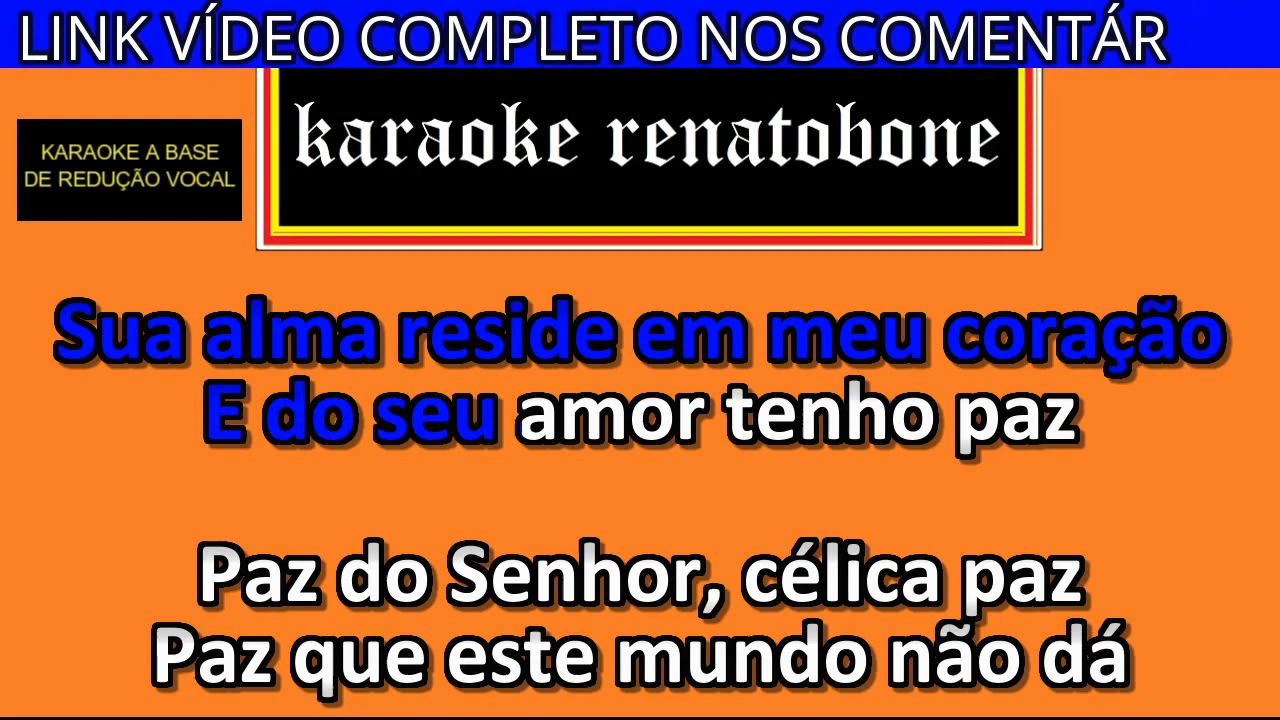 LINK VÍDEO COMPLETO NOS COMENTÁR
karaoke renatobone
KARAOKE A BASE
DE REDUÇÃO VOCAL
Sua alma reside em meu coração
E do seu amor tenho paz
Paz do Senhor, célica paz
Paz que este mundo não dá